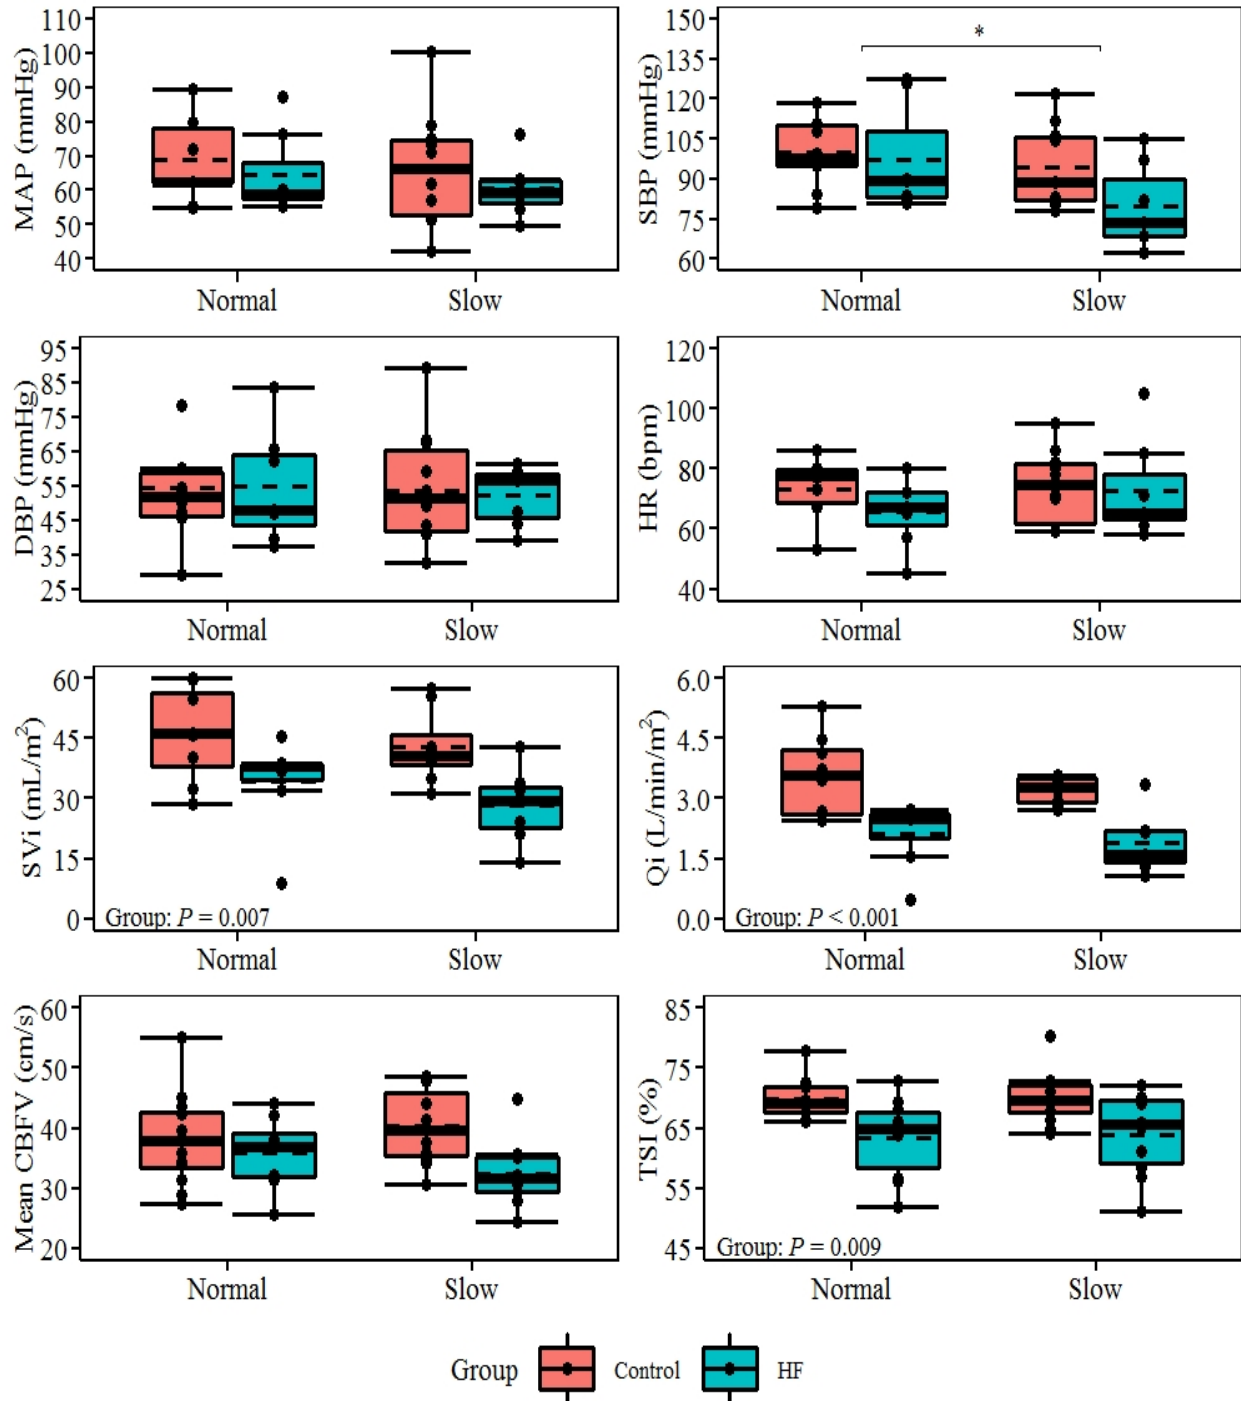 MAP (mmHg)
110
100
90
80
70
60
50
40
Normal
Slow
SBP (mmHg)
150
135
120
105
90
75
60
*
Normal
Slow
DBP (mmHg)
95
85
75
65
55
45
35
25
Normal
Slow
HR (bpm)
120
100
80
60
40
Normal
Slow
SVi (mL/m²)
60
45
30
15
0
Group: P = 0.007
Normal
Slow
Qi (L/min/m²)
6.0
4.5
3.0
1.5
0.0
Group: P < 0.001
Normal
Slow
Mean CBFV (cm/s)
60
50
40
30
20
Normal
Slow
TSI (%)
85
75
65
55
45
Group: P = 0.009
Normal
Slow
Group
Control
HF